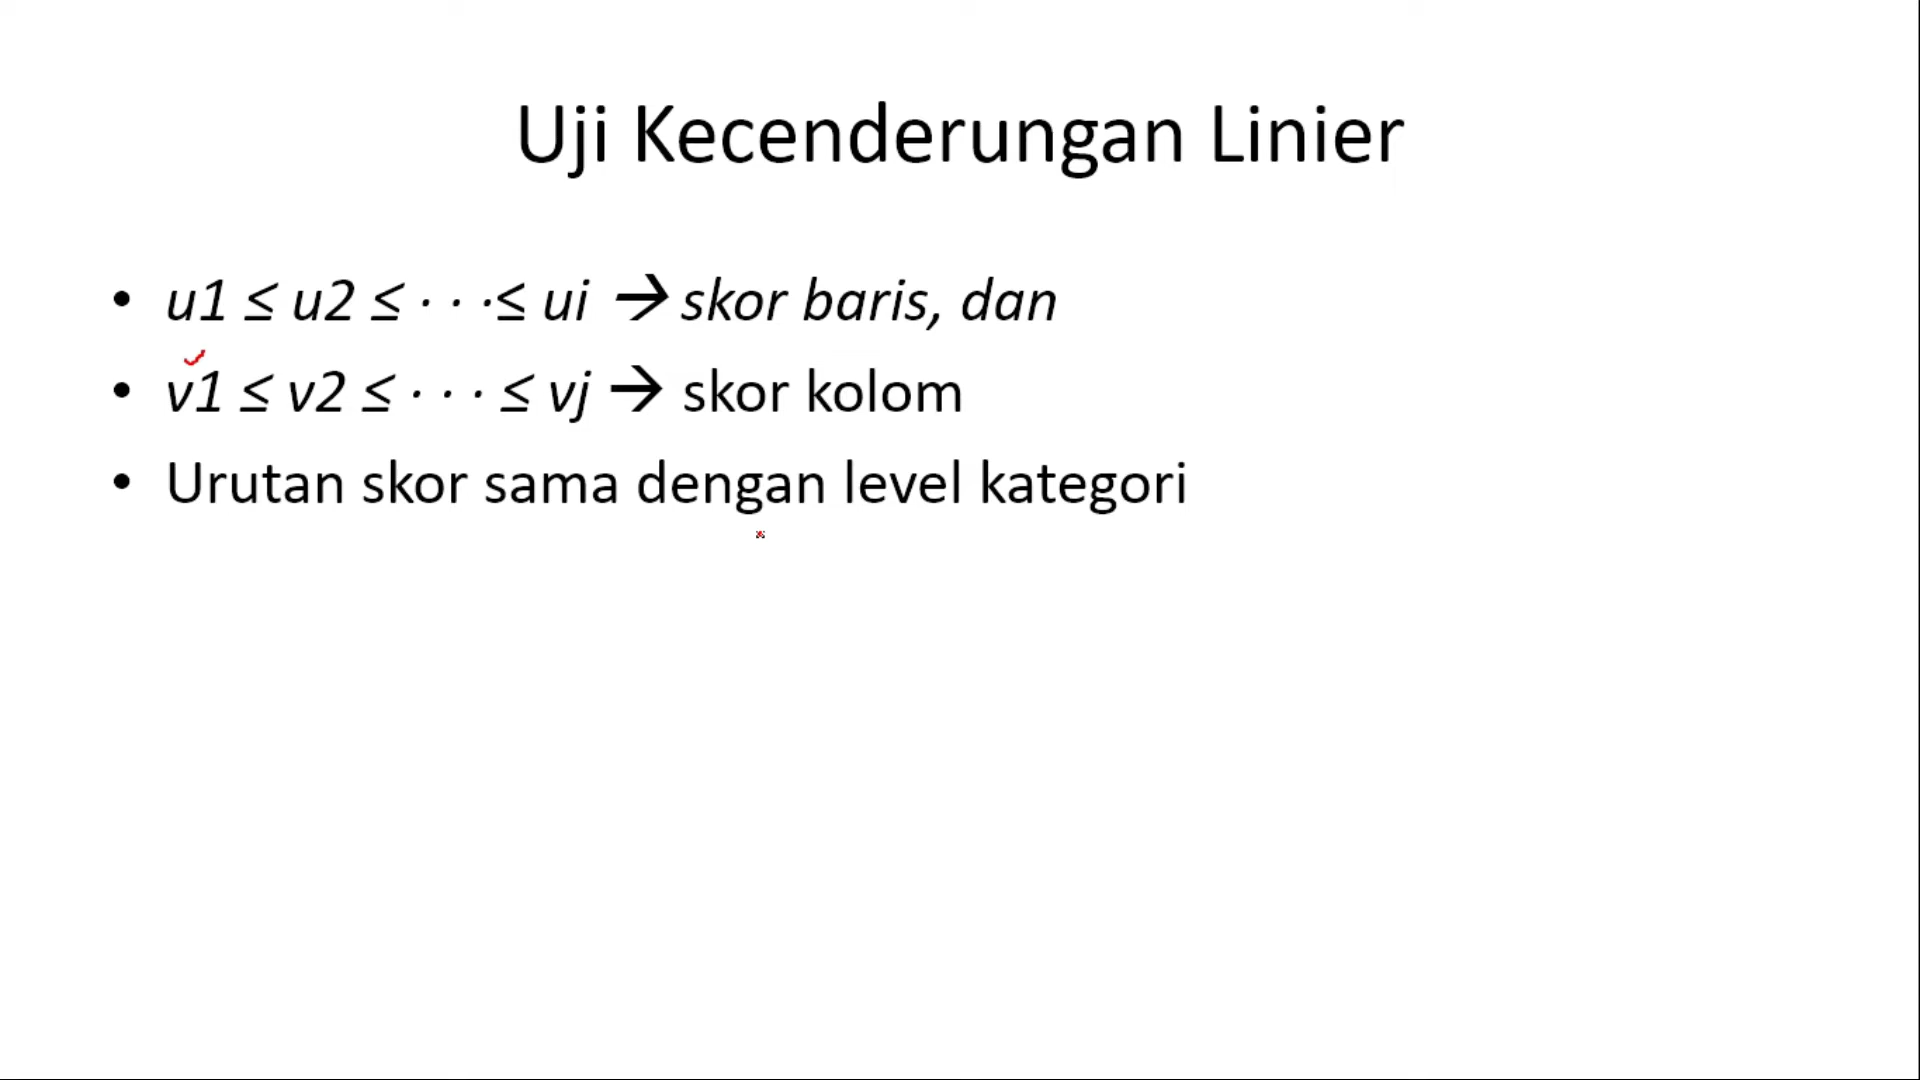 Uji Kecenderungan Linier
• u1 ≤ u2 ≤ · · ·≤ ui → skor baris, dan
• v1 ≤ v2 ≤ · · · ≤ vj → skor kolom
• Urutan skor sama dengan level kategori